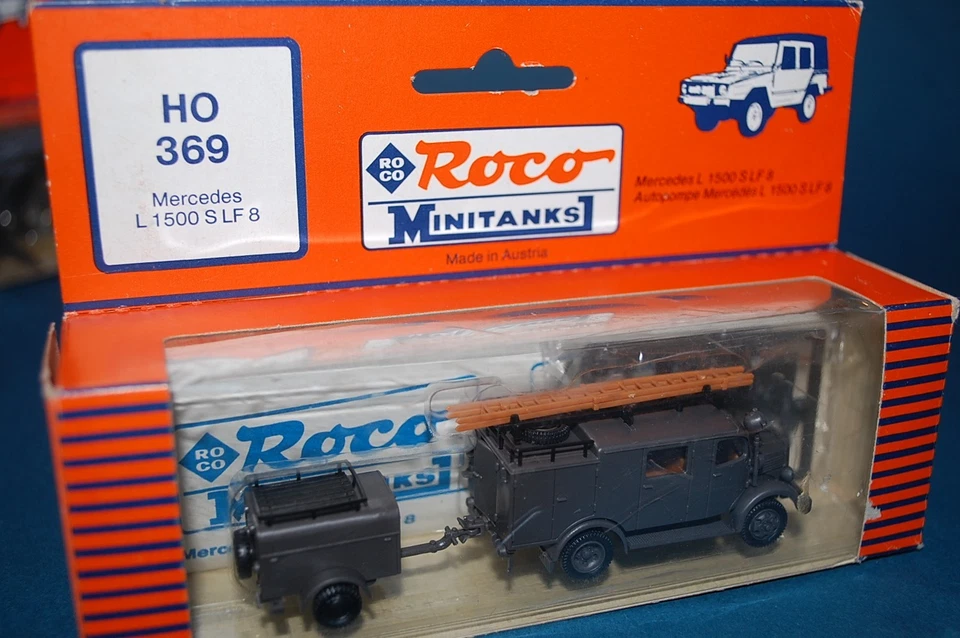 HO
369
Mercedes
L 1500 S LF 8
RO
CO
Roco
MINITANKS
Made in Austria
Mercedes L 1500 S LF 8
Autopompe Mercedes L 1500 S LF 8
RO
CO
Roco